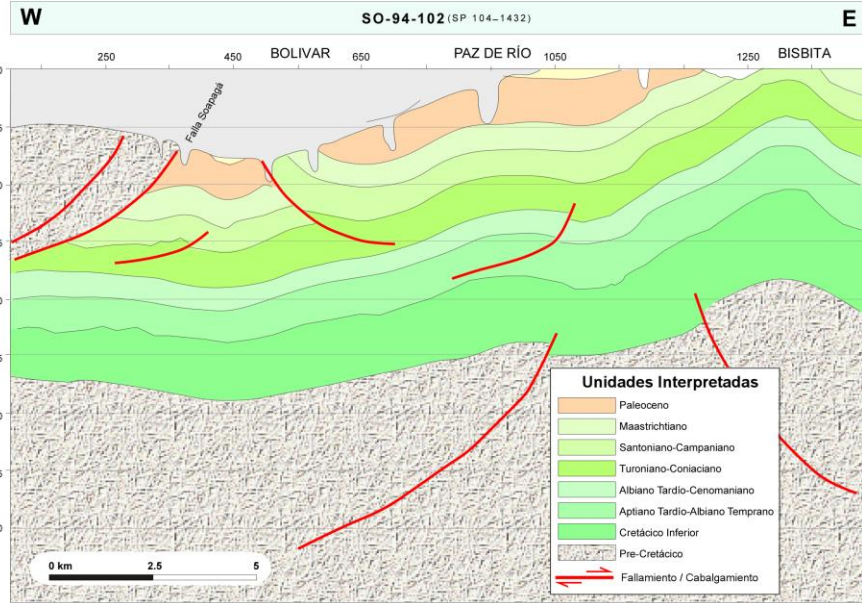 W
SO-94-102 (SP 104–1432)
E
250
450
BOLIVAR
650
PAZ DE RÍO
1050
1250
BISBITA
Falla Soapagá
Unidades Interpretadas
Paleoceno
Maastrichtiano
Santoniano-Campaniano
Turoniano-Coniaciano
Albiano Tardío-Cenomaniano
Aptiano Tardío-Albiano Temprano
Cretácico Inferior
Pre-Cretácico
Fallamiento / Cabalgamiento
0 km
2.5
5